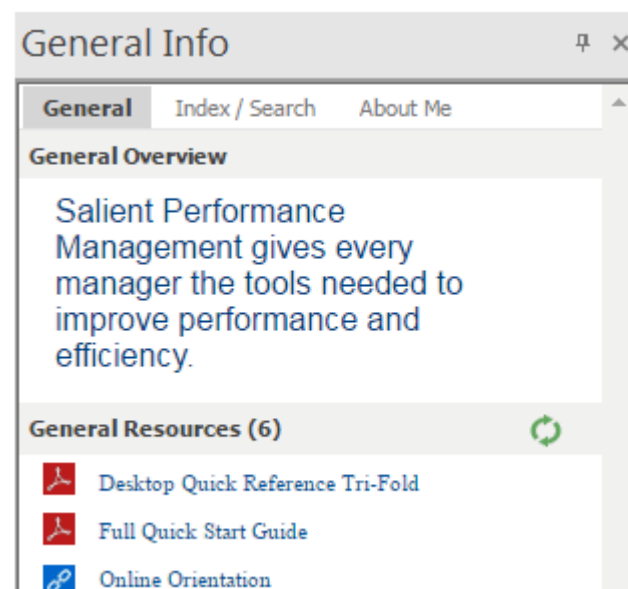 General Info
General Index / Search About Me
General Overview
Salient Performance
Management gives every
manager the tools needed to
improve performance and
efficiency.
General Resources (6)
Desktop Quick Reference Tri-Fold
Full Quick Start Guide
Online Orientation